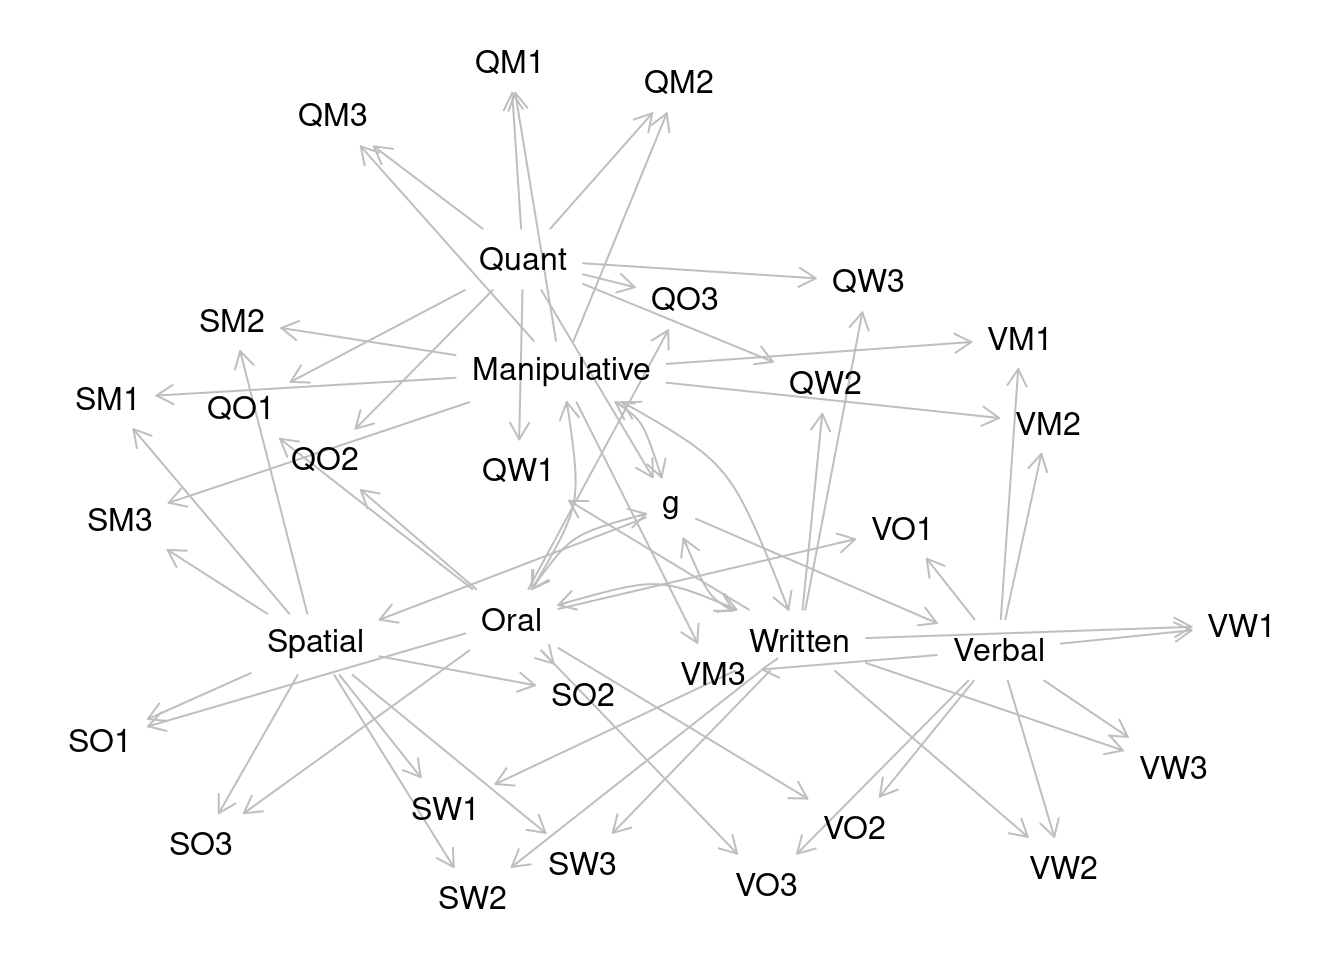 QM1
QM2
QM3
Quant
QW3
QO3
SM2
VM1
Manipulative
QW2
SM1
QO1
VM2
QO2
QW1
g
SM3
VO1
Oral
VW1
Spatial
Written
Verbal
VM3
SO2
SO1
VW3
SW1
VO2
SO3
SW3
VW2
VO3
SW2